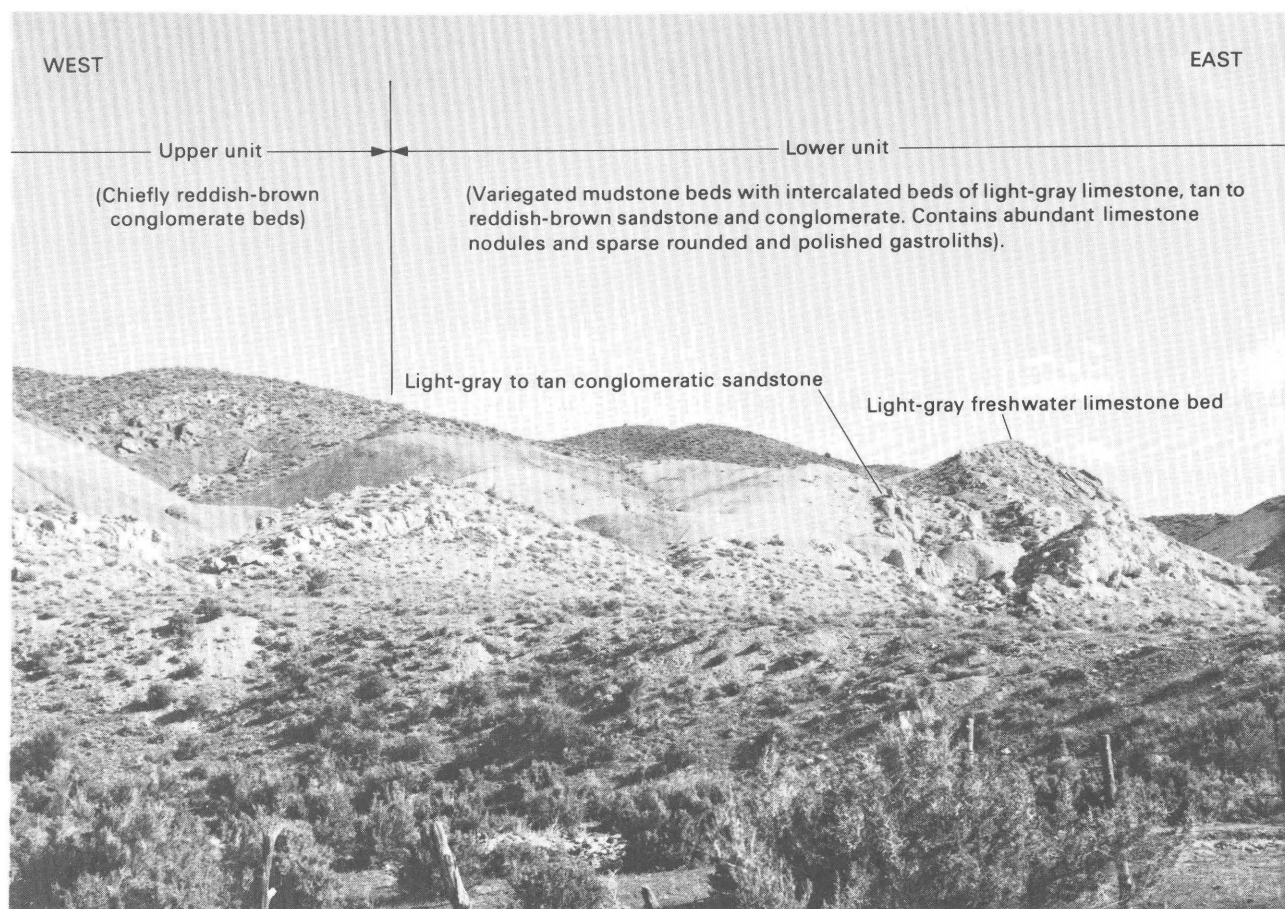 WEST
EAST
Upper unit
Lower unit
(Chiefly reddish-brown
conglomerate beds)
(Variegated mudstone beds with intercalated beds of light-gray limestone, tan to
reddish-brown sandstone and conglomerate. Contains abundant limestone
nodules and sparse rounded and polished gastroliths).
Light-gray to tan conglomeratic sandstone
Light-gray freshwater limestone bed